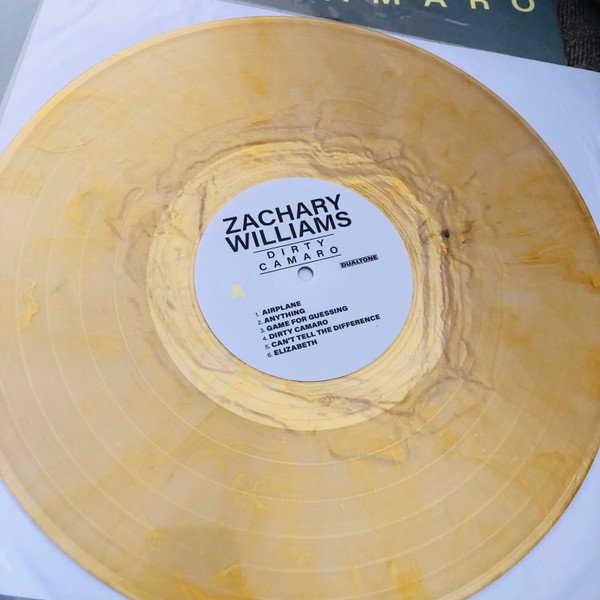 MARO
ZACHARY
WILLIAMS
DIRTY
CAMARO
DUALTONE
A
1. AIRPLANE
2. ANYTHING
3. GAME FOR GUESSING
4. DIRTY CAMARO
5. CAN'T TELL THE DIFFERENCE
6. ELIZABETH